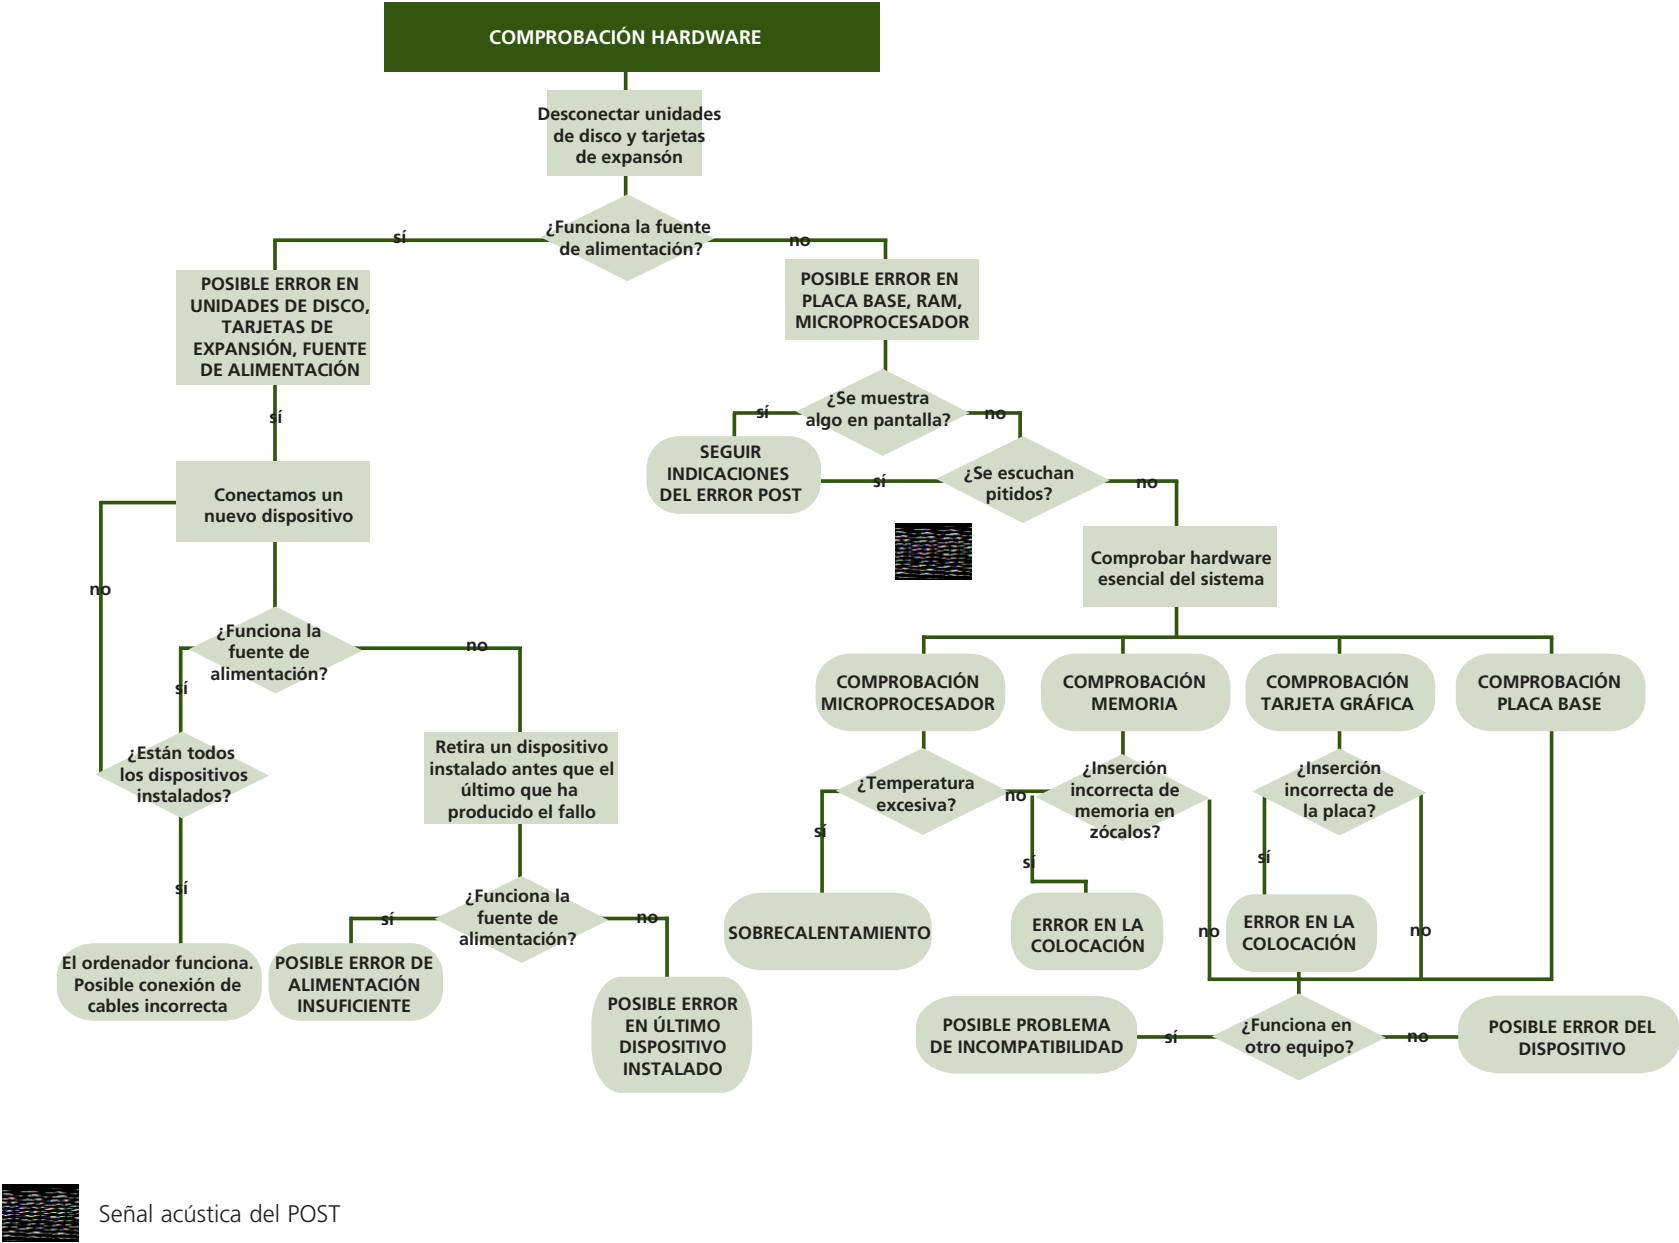 COMPROBACIÓN HARDWARE
Desconectar unidades
de disco y tarjetas
de expansón
¿Funciona la fuente
de alimentación?
sí
no
POSIBLE ERROR EN
UNIDADES DE DISCO,
TARJETAS DE
EXPANSIÓN, FUENTE
DE ALIMENTACIÓN
POSIBLE ERROR EN
PLACA BASE, RAM,
MICROPROCESADOR
sí
¿Se muestra
algo en pantalla?
sí
no
SEGUIR
INDICACIONES
DEL ERROR POST
sí
¿Se escuchan
pitidos?
no
Conectamos un
nuevo dispositivo
no
Comprobar hardware
esencial del sistema
¿Funciona la
fuente de
alimentación?
no
sí
COMPROBACIÓN
MICROPROCESADOR
COMPROBACIÓN
MEMORIA
COMPROBACIÓN
TARJETA GRÁFICA
COMPROBACIÓN
PLACA BASE
¿Están todos
los dispositivos
instalados?
Retira un dispositivo
instalado antes que el
último que ha
producido el fallo
¿Temperatura
excesiva?
no
¿Inserción
incorrecta de
memoria en
zócalos?
¿Inserción
incorrecta de
la placa?
sí
sí
sí
sí
¿Funciona la
fuente de
alimentación?
sí
no
SOBRECALENTAMIENTO
ERROR EN LA
COLOCACIÓN
no
ERROR EN LA
COLOCACIÓN
no
El ordenador funciona.
Posible conexión de
cables incorrecta
POSIBLE ERROR DE
ALIMENTACIÓN
INSUFICIENTE
POSIBLE ERROR
EN ÚLTIMO
DISPOSITIVO
INSTALADO
POSIBLE PROBLEMA
DE INCOMPATIBILIDAD
sí
¿Funciona en
otro equipo?
no
POSIBLE ERROR DEL
DISPOSITIVO
Señal acústica del POST